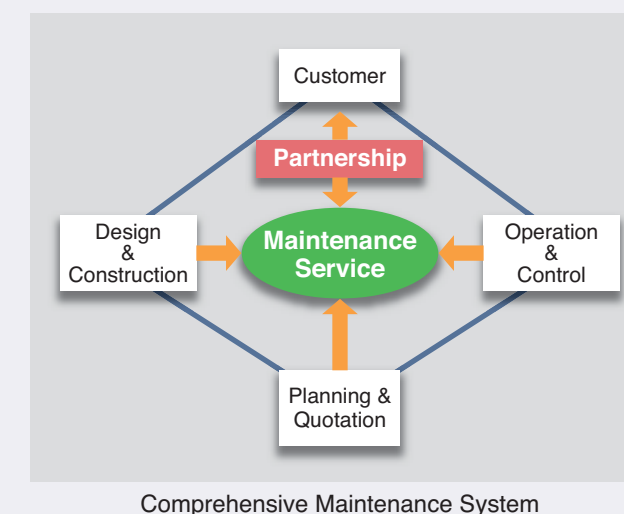 Customer
Partnership
Design
&
Construction
Maintenance
Service
Operation
&
Control
Planning &
Quotation
Comprehensive Maintenance System